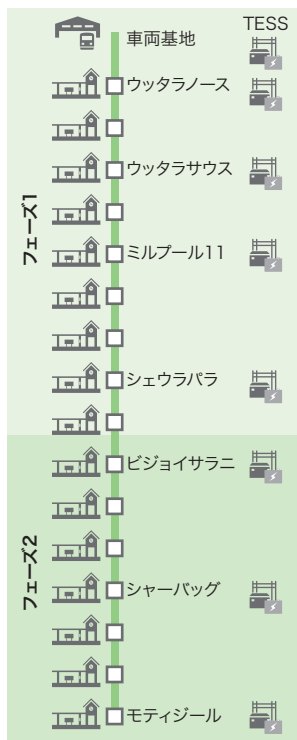 TESS
車両基地
ウッタラノース
ウッタラサウス
フェーズ1
ミルプール11
シェウラパラ
ビジョイサラニ
フェーズ2
シャーバッグ
モティジール